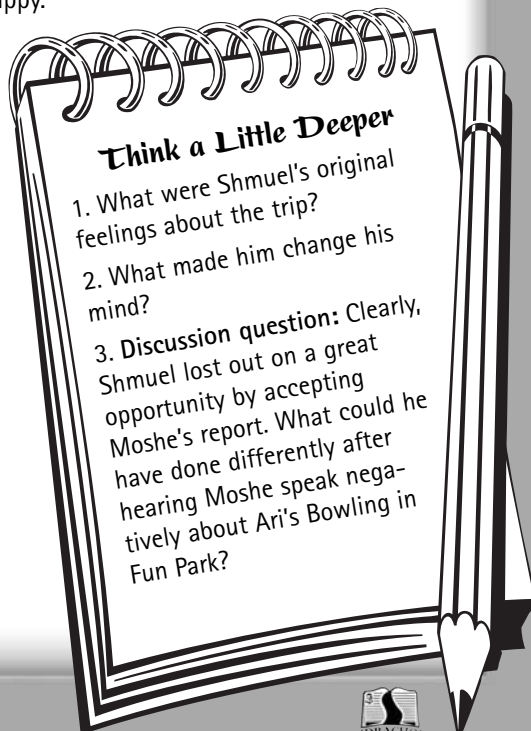 Think a Little Deeper
1. What were Shmuel's original
feelings about the trip?
2. What made him change his
mind?
3. Discussion question: Clearly,
Shmuel lost out on a great
opportunity by accepting
Moshe's report. What could he
have done differently after
hearing Moshe speak nega-
tively about Ari's Bowling in
Fun Park?
3